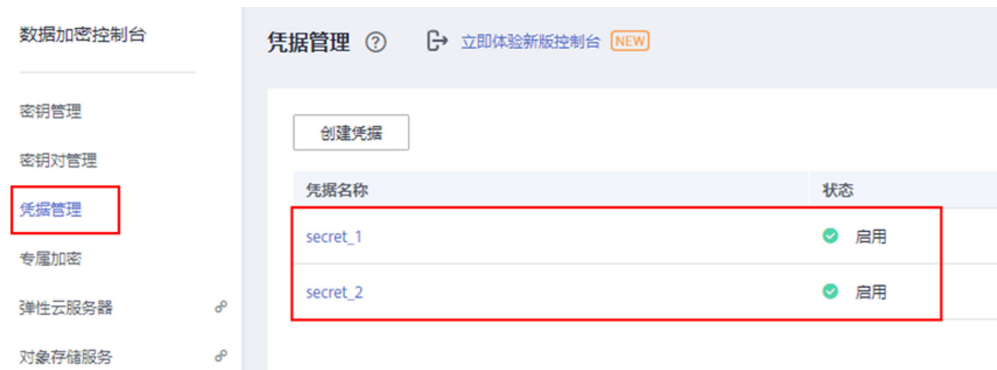 数据加密控制台
密钥管理
密钥对管理
凭据管理
专属加密
弹性云服务器
对象存储服务
凭据管理 立即体验新版控制台 NEW
创建凭据
凭据名称 状态
secret_1 启用
secret_2 启用